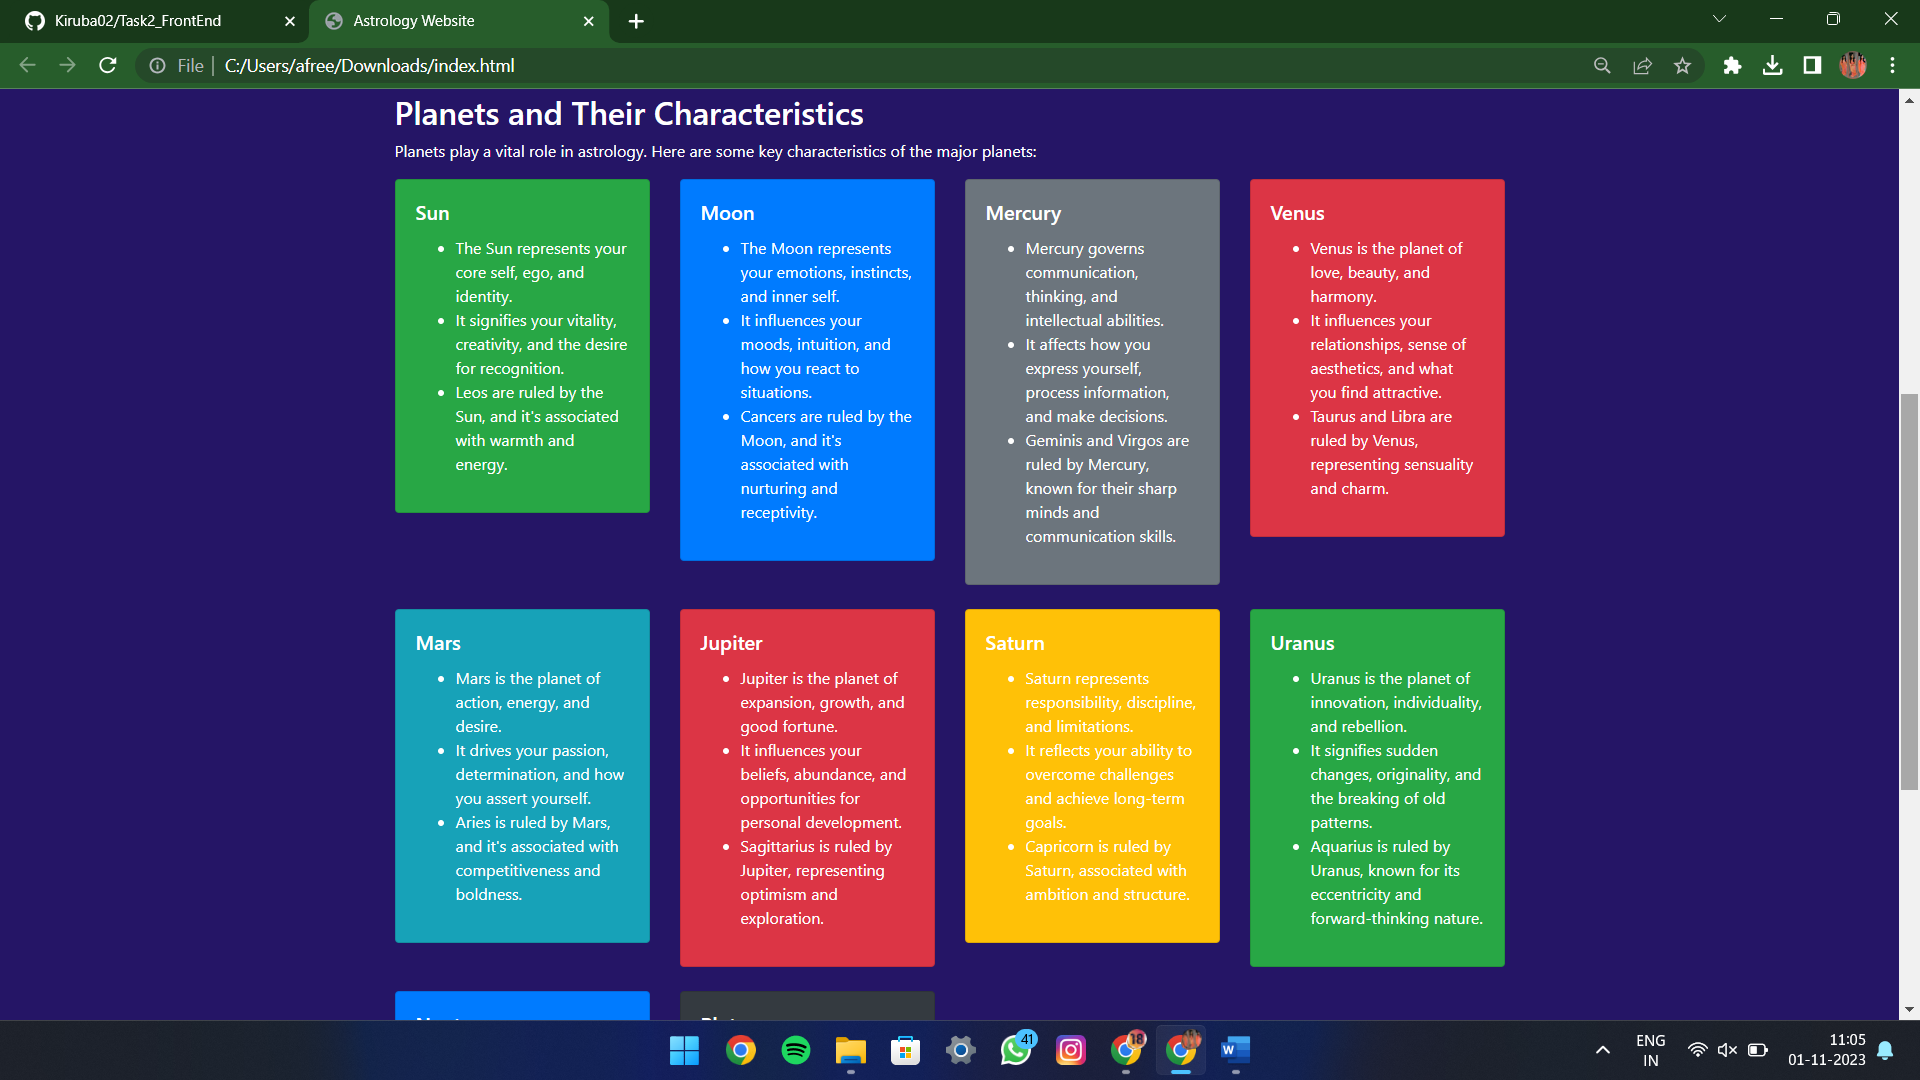 Kiruba02/Task2_FrontEnd
Astrology Website
File
C:/Users/afree/Downloads/index.html
Planets and Their Characteristics
Planets play a vital role in astrology. Here are some key characteristics of the major planets:
Sun
• The Sun represents your
core self, ego, and
identity.
• It signifies your vitality,
creativity, and the desire
for recognition.
• Leos are ruled by the
Sun, and it's associated
with warmth and
energy.
Moon
• The Moon represents
your emotions, instincts,
and inner self.
• It influences your
moods, intuition, and
how you react to
situations.
• Cancers are ruled by the
Moon, and it's
associated with
nurturing and
receptivity.
Mercury
• Mercury governs
communication,
thinking, and
intellectual abilities.
• It affects how you
express yourself,
process information,
and make decisions.
• Geminis and Virgos are
ruled by Mercury,
known for their sharp
minds and
communication skills.
Venus
• Venus is the planet of
love, beauty, and
harmony.
• It influences your
relationships, sense of
aesthetics, and what
you find attractive.
• Taurus and Libra are
ruled by Venus,
representing sensuality
and charm.
Mars
• Mars is the planet of
action, energy, and
desire.
• It drives your passion,
determination, and how
you assert yourself.
• Aries is ruled by Mars,
and it's associated with
competitiveness and
boldness.
Jupiter
• Jupiter is the planet of
expansion, growth, and
good fortune.
• It influences your
beliefs, abundance, and
opportunities for
personal development.
• Sagittarius is ruled by
Jupiter, representing
optimism and
exploration.
Saturn
• Saturn represents
responsibility, discipline,
and limitations.
• It reflects your ability to
overcome challenges
and achieve long-term
goals.
• Capricorn is ruled by
Saturn, associated with
ambition and structure.
Uranus
• Uranus is the planet of
innovation, individuality,
and rebellion.
• It signifies sudden
changes, originality, and
the breaking of old
patterns.
• Aquarius is ruled by
Uranus, known for its
eccentricity and
forward-thinking nature.
41
18
W
ENG
IN
11:05
01-11-2023